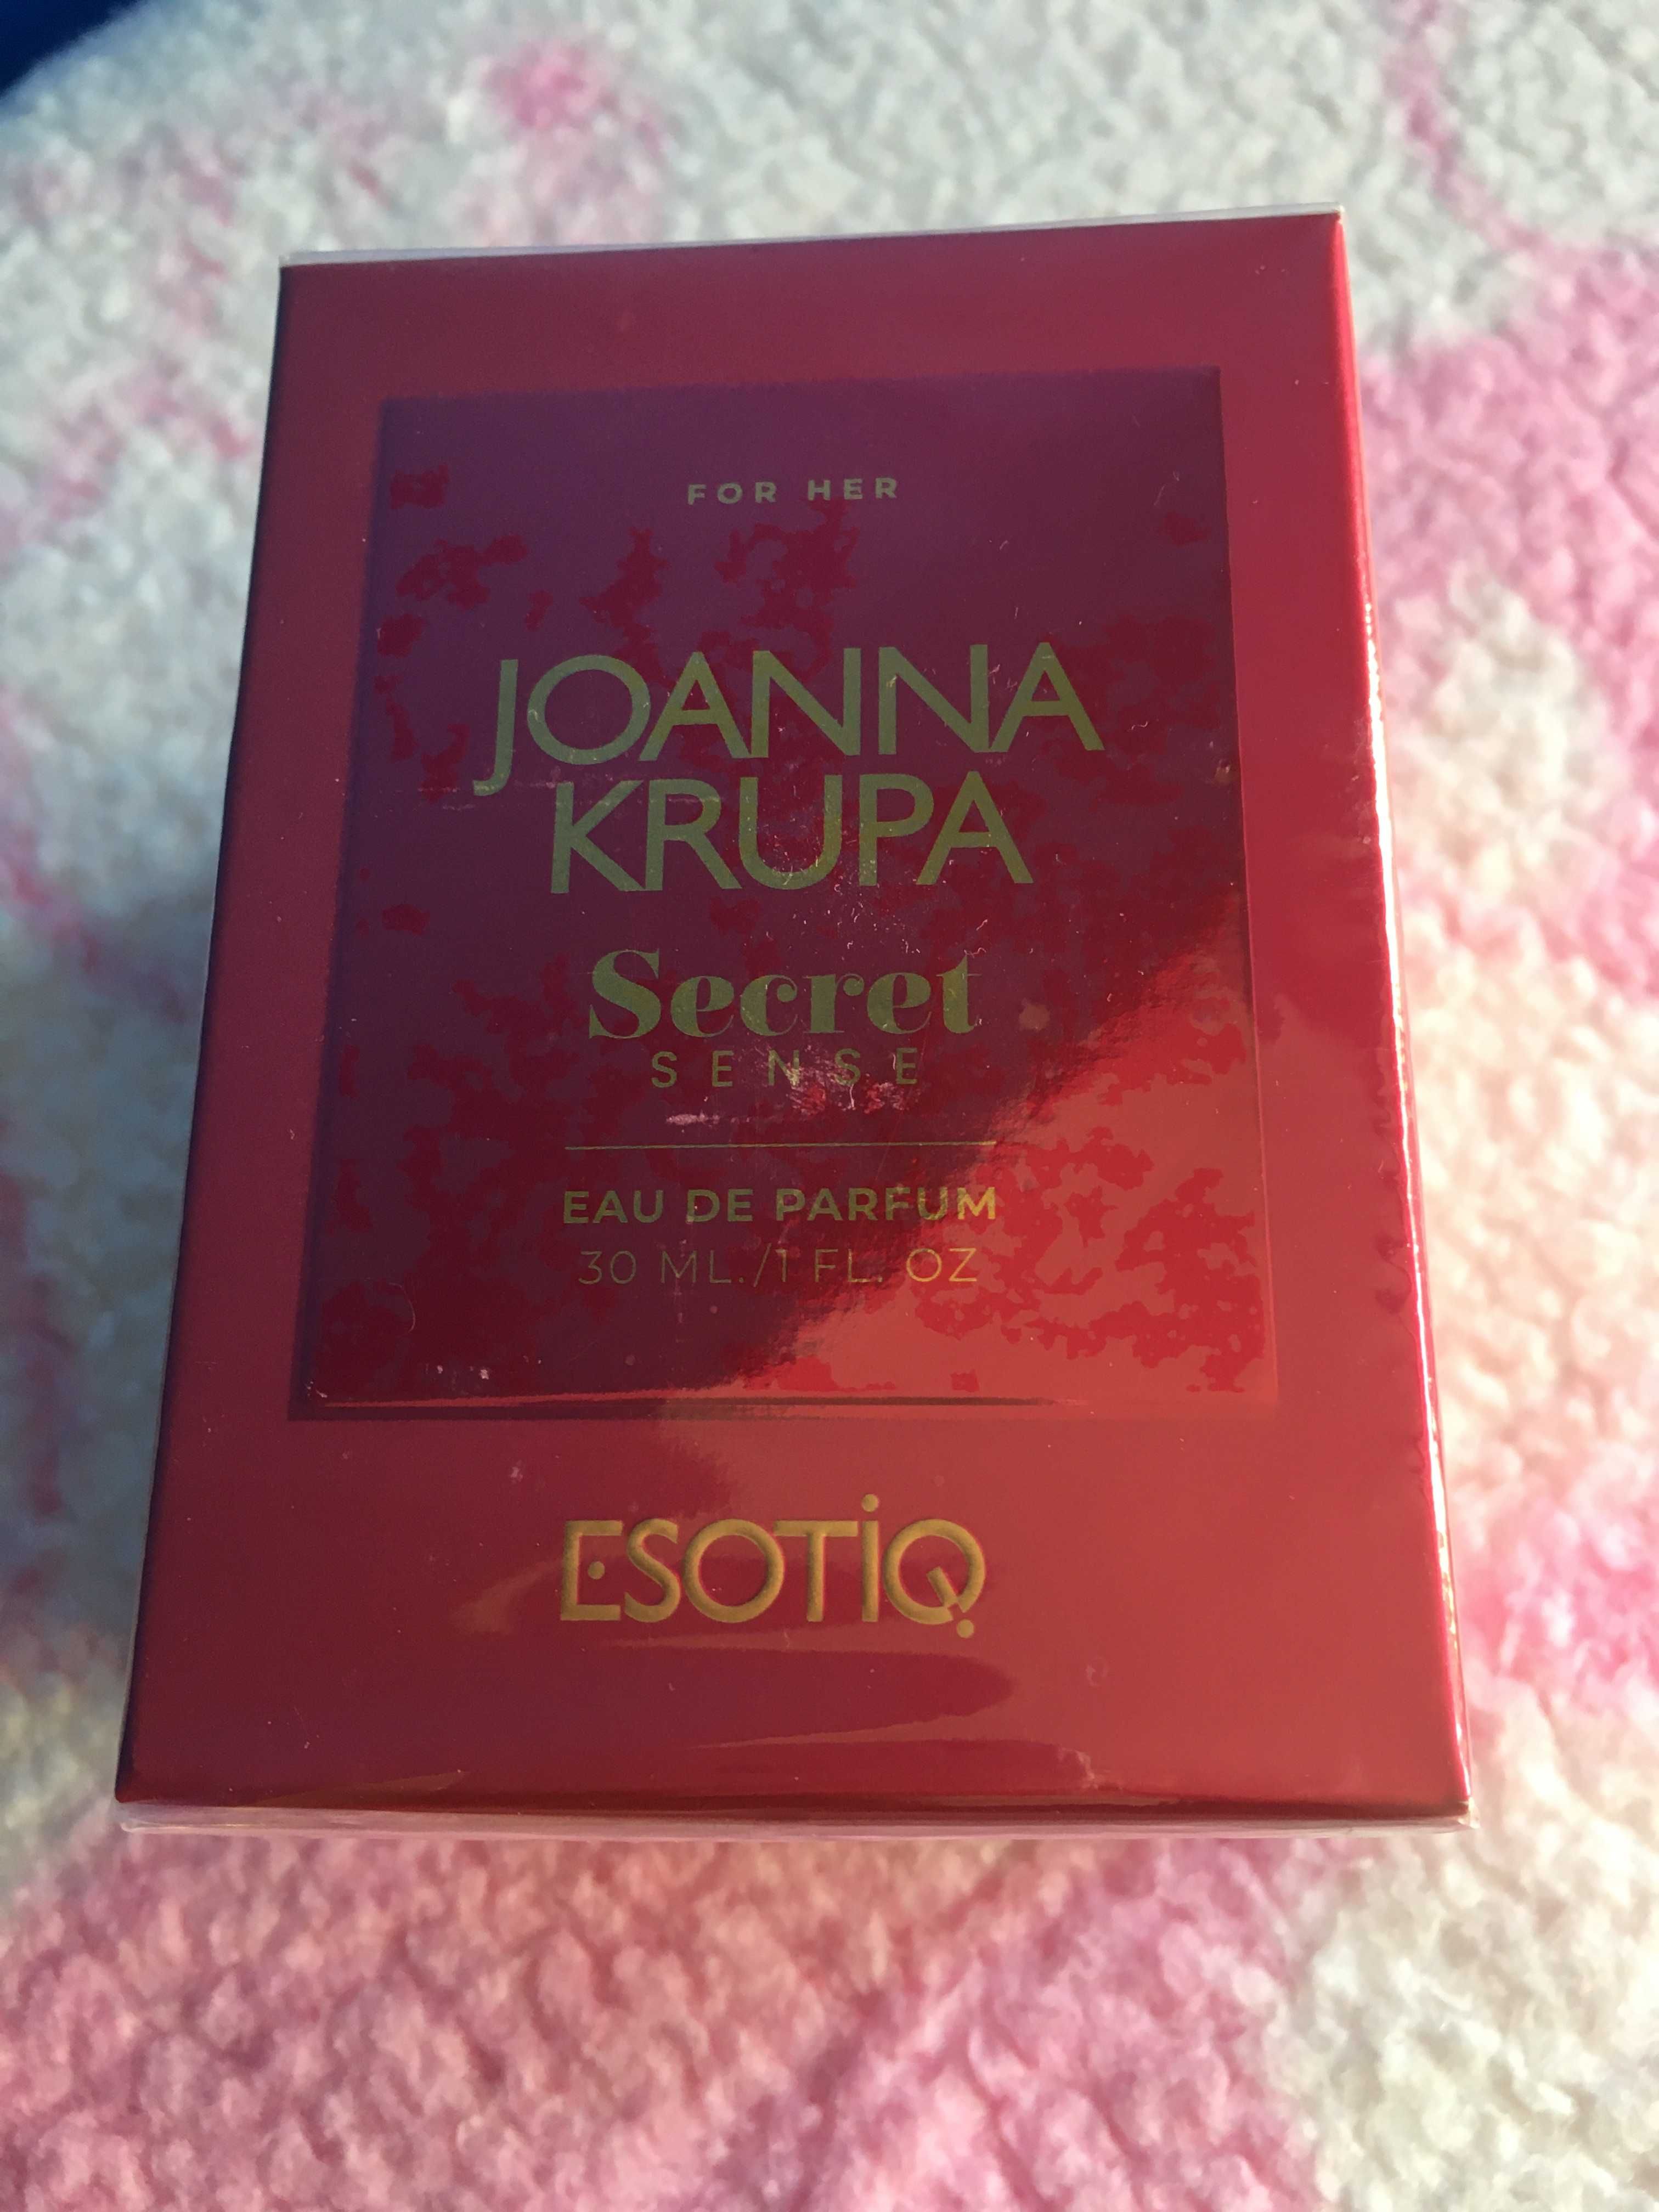 FOR HER
JOANNA
KRUPA
Secret
SENSE
EAU DE PARFUM
30 ML./1 FL. OZ
ESOTIQ